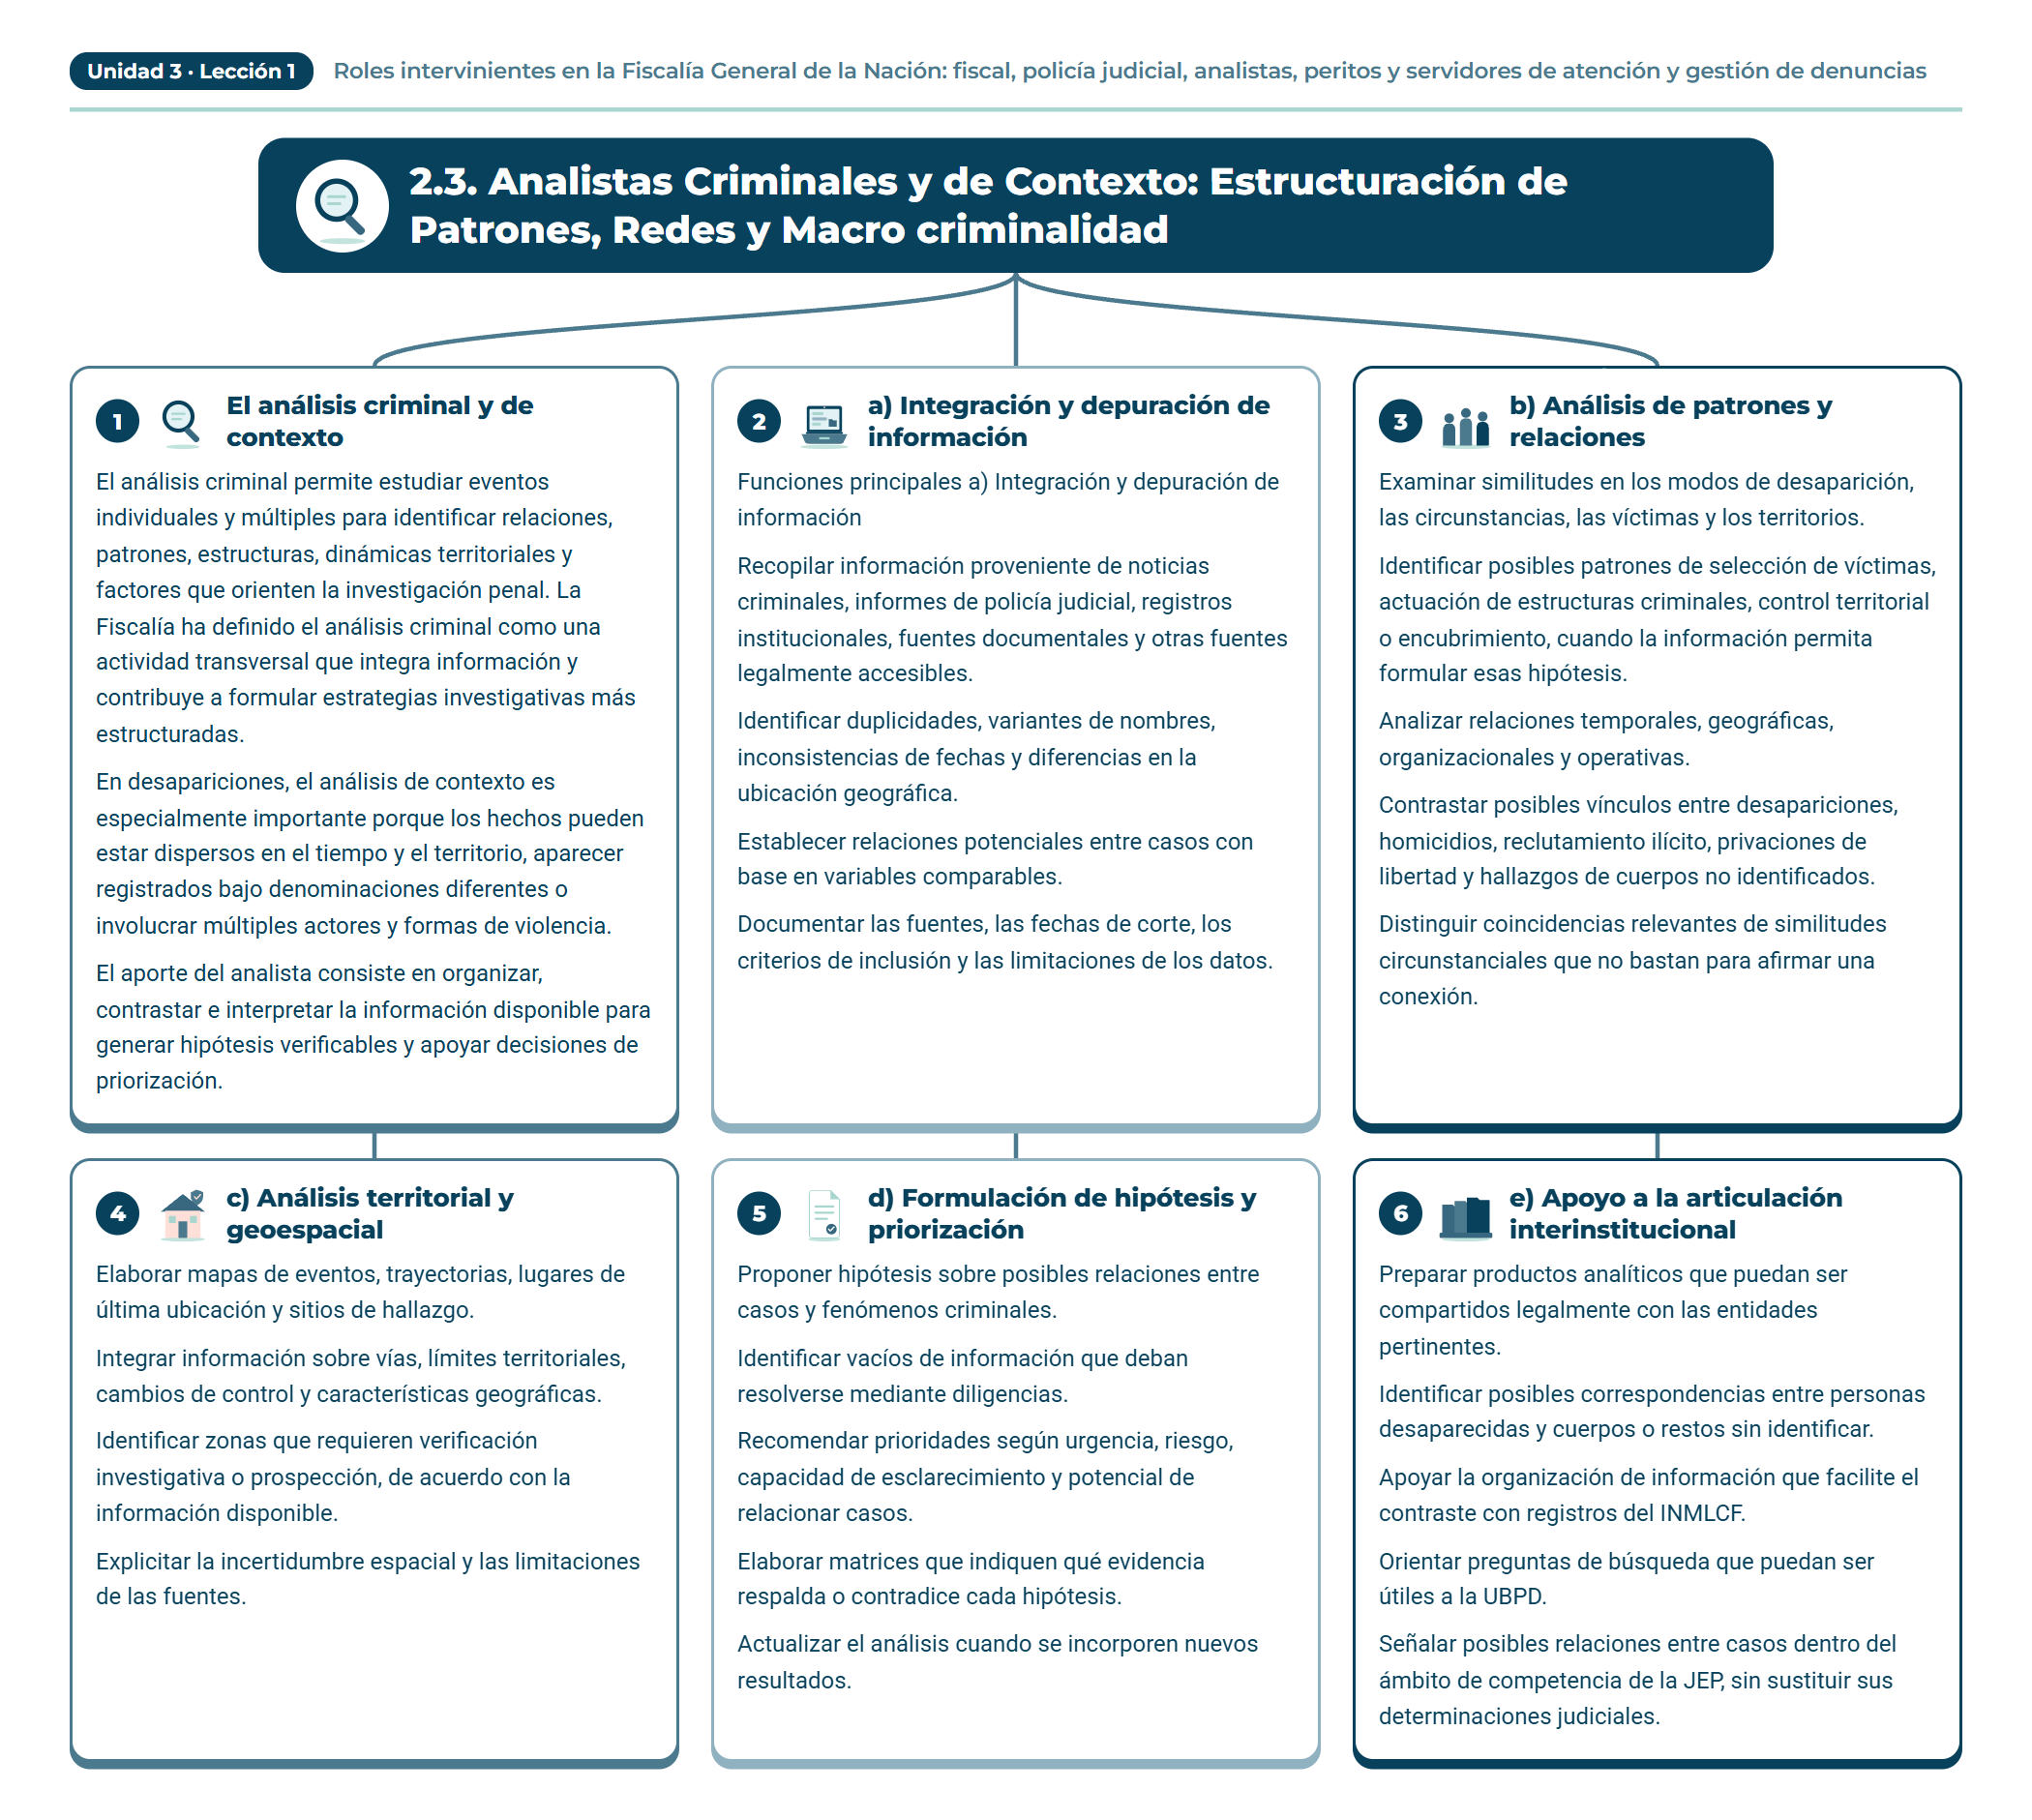 Unidad 3 · Lección 1
Roles intervinientes en la Fiscalía General de la Nación: fiscal, policía judicial, analistas, peritos y servidores de atención y gestión de denuncias
2.3. Analistas Criminales y de Contexto: Estructuración de
Patrones, Redes y Macro criminalidad
1
El análisis criminal y de
contexto
El análisis criminal permite estudiar eventos
individuales y múltiples para identificar relaciones,
patrones, estructuras, dinámicas territoriales y
factores que orienten la investigación penal. La
Fiscalía ha definido el análisis criminal como una
actividad transversal que integra información y
contribuye a formular estrategias investigativas más
estructuradas.
En desapariciones, el análisis de contexto es
especialmente importante porque los hechos pueden
estar dispersos en el tiempo y el territorio, aparecer
registrados bajo denominaciones diferentes o
involucrar múltiples actores y formas de violencia.
El aporte del analista consiste en organizar,
contrastar e interpretar la información disponible para
generar hipótesis verificables y apoyar decisiones de
priorización.
2
a) Integración y depuración de
información
Funciones principales a) Integración y depuración de
información
Recopilar información proveniente de noticias
criminales, informes de policía judicial, registros
institucionales, fuentes documentales y otras fuentes
legalmente accesibles.
Identificar duplicidades, variantes de nombres,
inconsistencias de fechas y diferencias en la
ubicación geográfica.
Establecer relaciones potenciales entre casos con
base en variables comparables.
Documentar las fuentes, las fechas de corte, los
criterios de inclusión y las limitaciones de los datos.
3
b) Análisis de patrones y
relaciones
Examinar similitudes en los modos de desaparición,
las circunstancias, las víctimas y los territorios.
Identificar posibles patrones de selección de víctimas,
actuación de estructuras criminales, control territorial
o encubrimiento, cuando la información permita
formular esas hipótesis.
Analizar relaciones temporales, geográficas,
organizacionales y operativas.
Contrastar posibles vínculos entre desapariciones,
homicidios, reclutamiento ilícito, privaciones de
libertad y hallazgos de cuerpos no identificados.
Distinguir coincidencias relevantes de similitudes
circunstanciales que no bastan para afirmar una
conexión.
4
c) Análisis territorial y
geoespacial
Elaborar mapas de eventos, trayectorias, lugares de
última ubicación y sitios de hallazgo.
Integrar información sobre vías, límites territoriales,
cambios de control y características geográficas.
Identificar zonas que requieren verificación
investigativa o prospección, de acuerdo con la
información disponible.
Explicitar la incertidumbre espacial y las limitaciones
de las fuentes.
5
d) Formulación de hipótesis y
priorización
Proponer hipótesis sobre posibles relaciones entre
casos y fenómenos criminales.
Identificar vacíos de información que deban
resolverse mediante diligencias.
Recomendar prioridades según urgencia, riesgo,
capacidad de esclarecimiento y potencial de
relacionar casos.
Elaborar matrices que indiquen qué evidencia
respalda o contradice cada hipótesis.
Actualizar el análisis cuando se incorporen nuevos
resultados.
6
e) Apoyo a la articulación
interinstitucional
Preparar productos analíticos que puedan ser
compartidos legalmente con las entidades
pertinentes.
Identificar posibles correspondencias entre personas
desaparecidas y cuerpos o restos sin identificar.
Apoyar la organización de información que facilite el
contraste con registros del INMLCF.
Orientar preguntas de búsqueda que puedan ser
útiles a la UBPD.
Señalar posibles relaciones entre casos dentro del
ámbito de competencia de la JEP, sin sustituir sus
determinaciones judiciales.